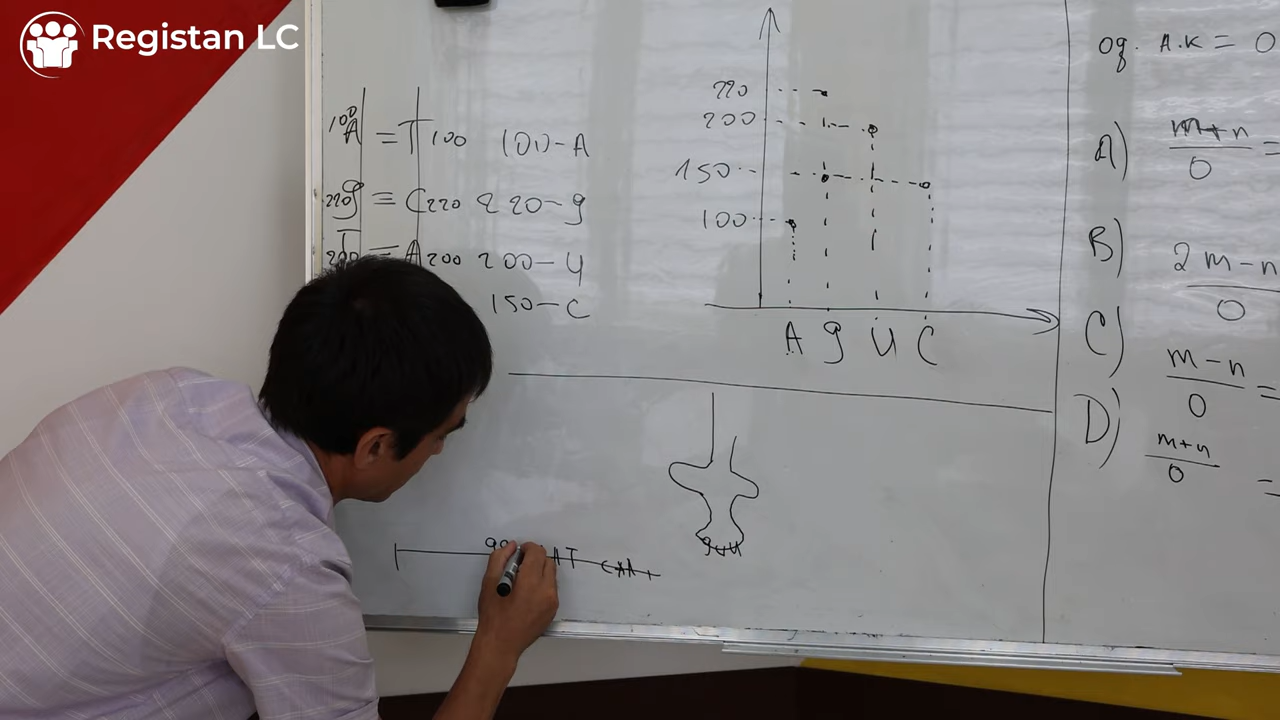 Registan LC
100
A = T 100 100-A
220 g = C 220 220-g
T = A 200 200-U
150-C
220
200
150
100
A g U C
og. A.K = 0
A) m+n/0 =
B) 2m-n/0
C) m-n/0 =
D) m+n/0 =